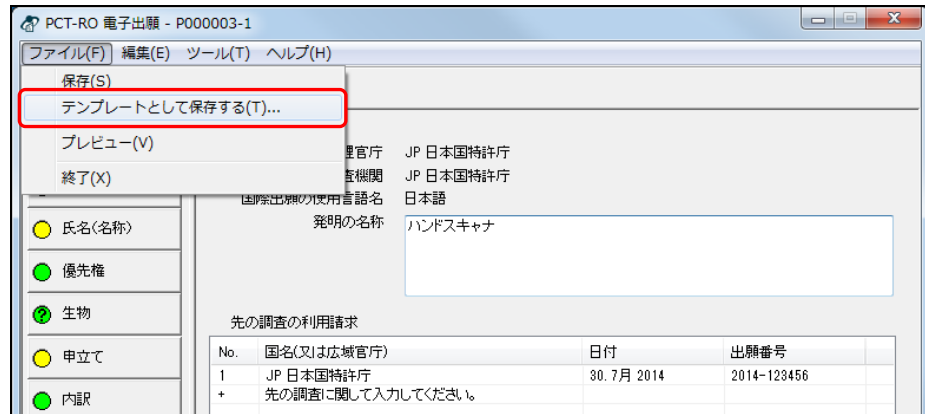 PCT-RO 電子出願 - P000003-1
ファイル(F) 編集(E) ツール(T) ヘルプ(H)
保存(S)
テンプレートとして保存する(T)...
プレビュー(V)
終了(X)
理官庁 JP 日本国特許庁
査機関 JP 日本国特許庁
国際出願の使用言語名 日本語
発明の名称 ハンドスキャナ
氏名(名称)
優先権
生物
申立て
内訳
先の調査の利用請求
No. 国名(又は広域官庁) 日付 出願番号
1 JP 日本国特許庁 30. 7月 2014 2014-123456
+ 先の調査に関して入力してください。